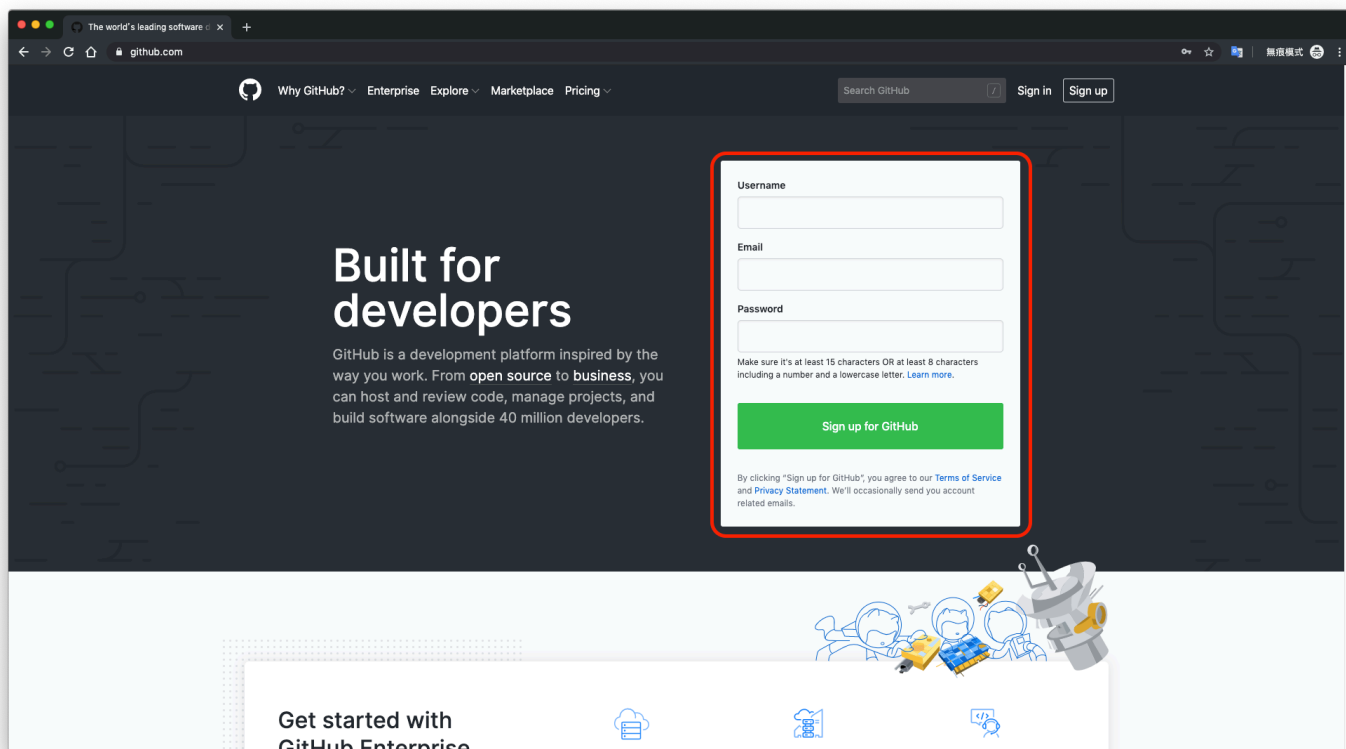 The world's leading software d
github.com
無痕模式
Why GitHub?
Enterprise
Explore
Marketplace
Pricing
Search GitHub
/
Sign in
Sign up
Built for
developers
GitHub is a development platform inspired by the
way you work. From open source to business, you
can host and review code, manage projects, and
build software alongside 40 million developers.
Username
Email
Password
Make sure it's at least 15 characters OR at least 8 characters
including a number and a lowercase letter. Learn more.
Sign up for GitHub
By clicking "Sign up for GitHub", you agree to our Terms of Service
and Privacy Statement. We'll occasionally send you account
related emails.
Get started with
GitHub Enterprise